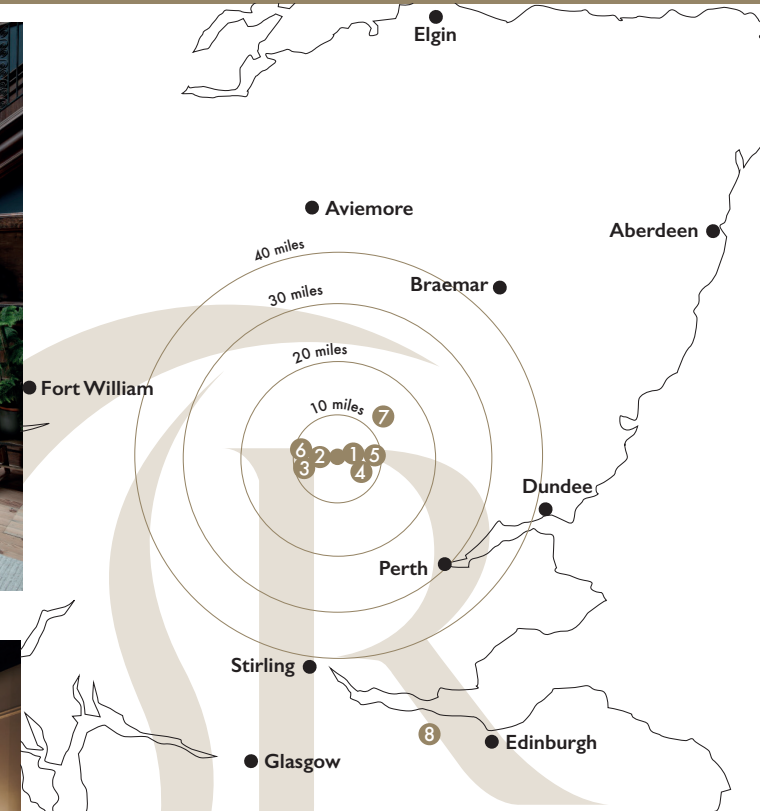 Elgin
Aviemore
Aberdeen
40 miles
Braemar
30 miles
20 miles
Fort William
10 miles
7
6
2
1
5
3
4
Dundee
Perth
Stirling
8
Edinburgh
Glasgow